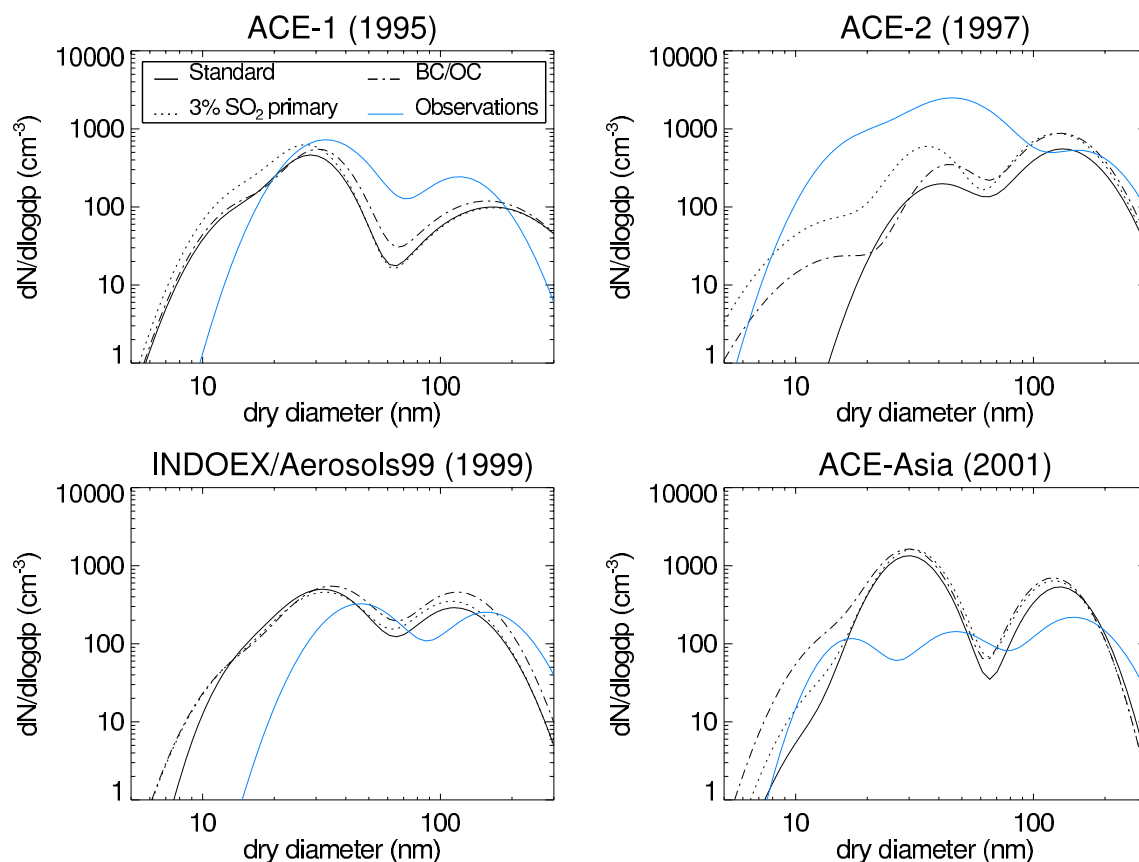 ACE-1 (1995)
10000
1000
100
10
1
dN/dlogdp (cm⁻³)
Standard
BC/OC
3% SO₂ primary
Observations
10
100
dry diameter (nm)
ACE-2 (1997)
10000
1000
100
10
1
dN/dlogdp (cm⁻³)
10
100
dry diameter (nm)
INDOEX/Aerosols99 (1999)
10000
1000
100
10
1
dN/dlogdp (cm⁻³)
10
100
dry diameter (nm)
ACE-Asia (2001)
10000
1000
100
10
1
dN/dlogdp (cm⁻³)
10
100
dry diameter (nm)